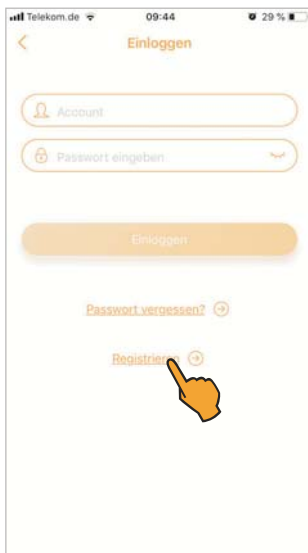 Telekom.de 09:44 29 %
Einloggen
Account
Passwort eingeben
Einloggen
Passwort vergessen?
Registrieren